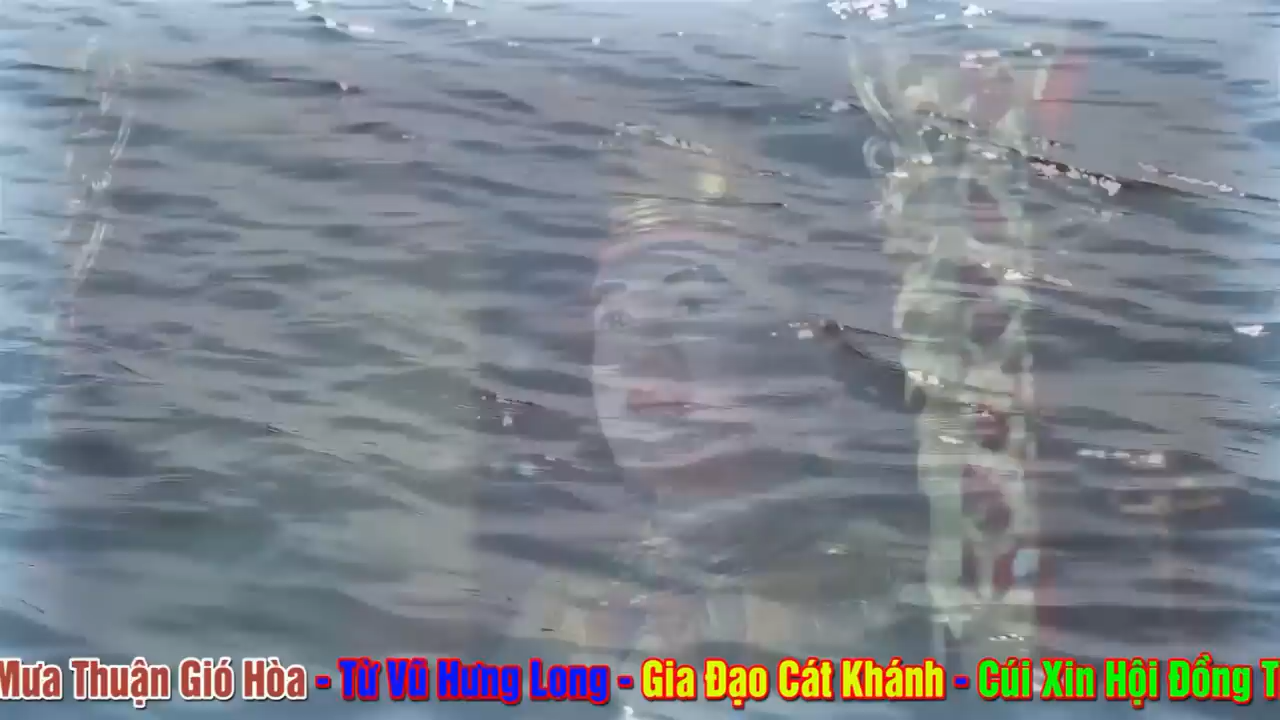 Mưa Thuận Gió Hòa - Từ Vũ Hưng Long - Gia Đạo Cát Khánh - Cúi Xin Hội Đồng